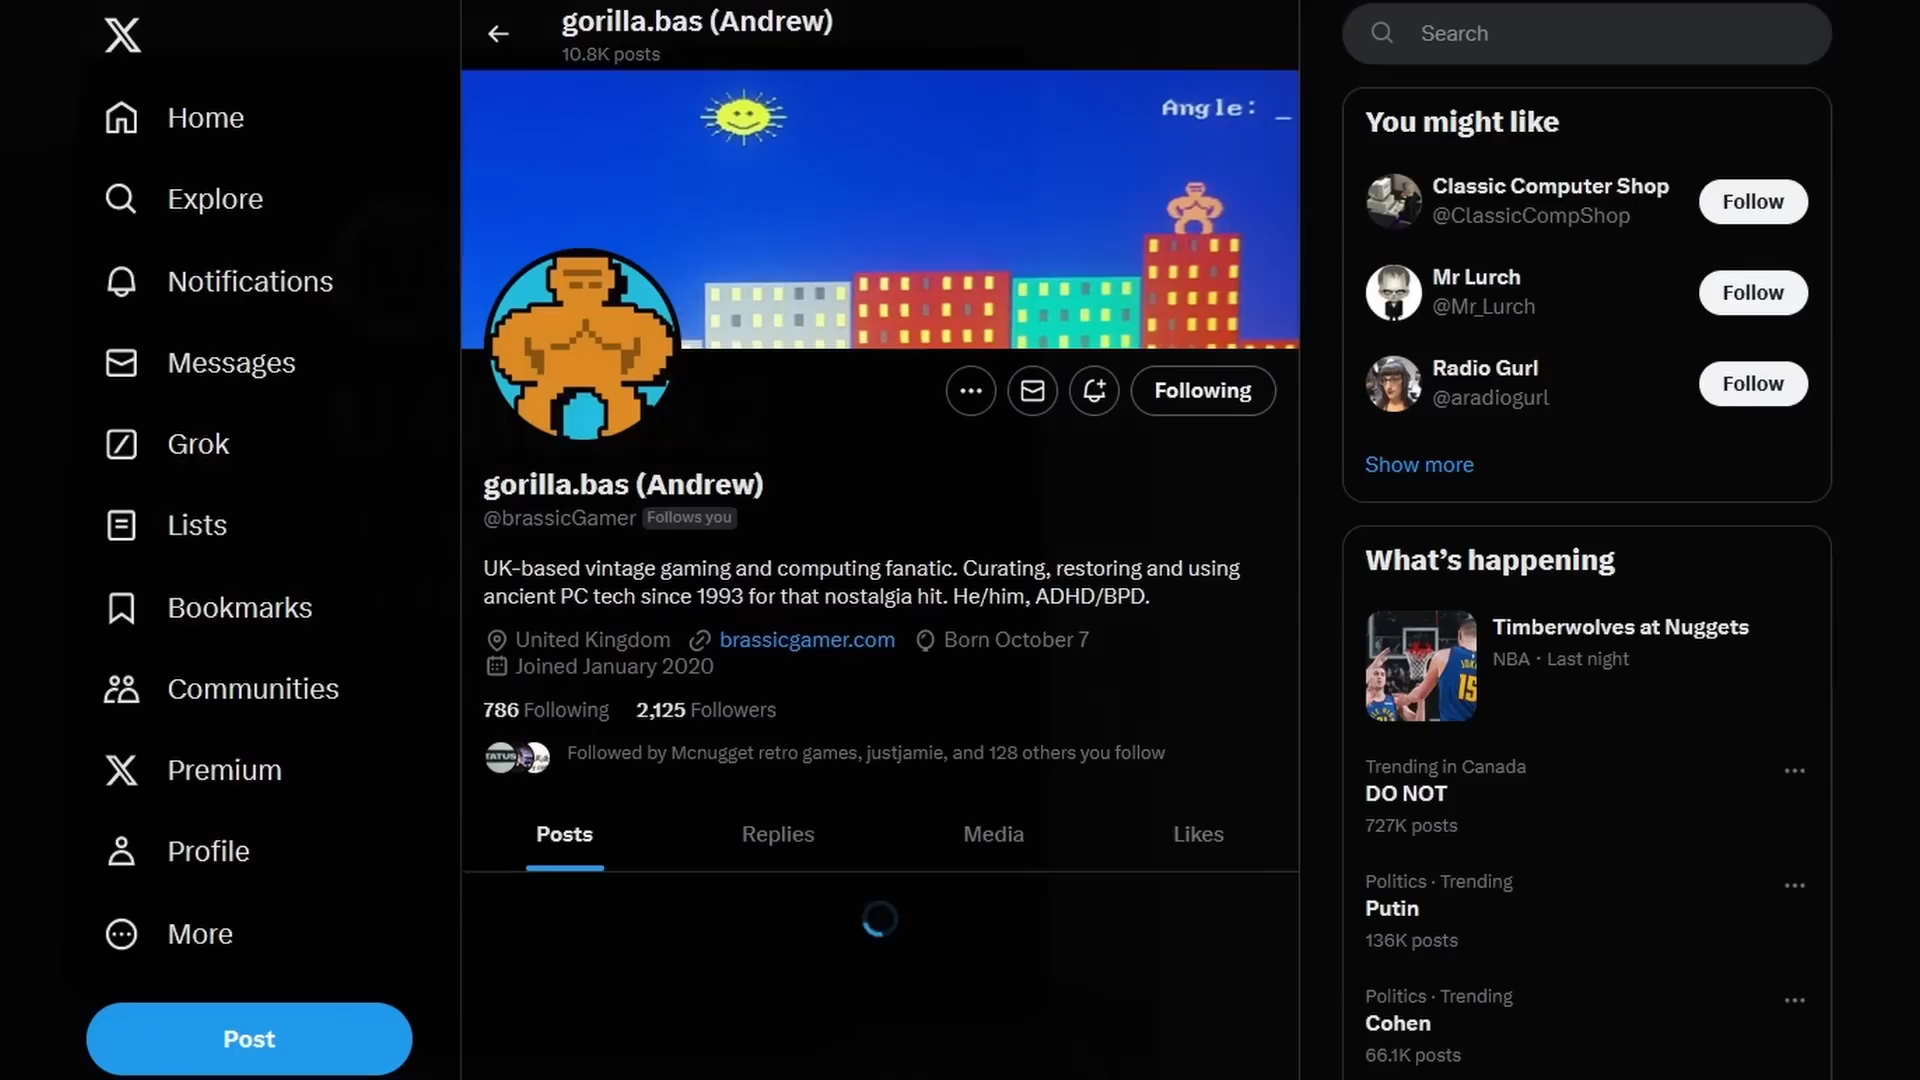 Home
Explore
Notifications
Messages
Grok
Lists
Bookmarks
Communities
Premium
Profile
More
Post
gorilla.bas (Andrew)
10.8K posts
Angle: _
Following
gorilla.bas (Andrew)
@brassicGamer Follows you
UK-based vintage gaming and computing fanatic. Curating, restoring and using
ancient PC tech since 1993 for that nostalgia hit. He/him, ADHD/BPD.
United Kingdom brassicgamer.com Born October 7
Joined January 2020
786 Following 2,125 Followers
Followed by Mcnugget retro games, justjamie, and 128 others you follow
Posts Replies Media Likes
Search
You might like
Classic Computer Shop
@ClassicCompShop
Follow
Mr Lurch
@Mr_Lurch
Follow
Radio Gurl
@aradiogurl
Follow
Show more
What's happening
Timberwolves at Nuggets
NBA · Last night
Trending in Canada
DO NOT
727K posts
Politics · Trending
Putin
136K posts
Politics · Trending
Cohen
66.1K posts